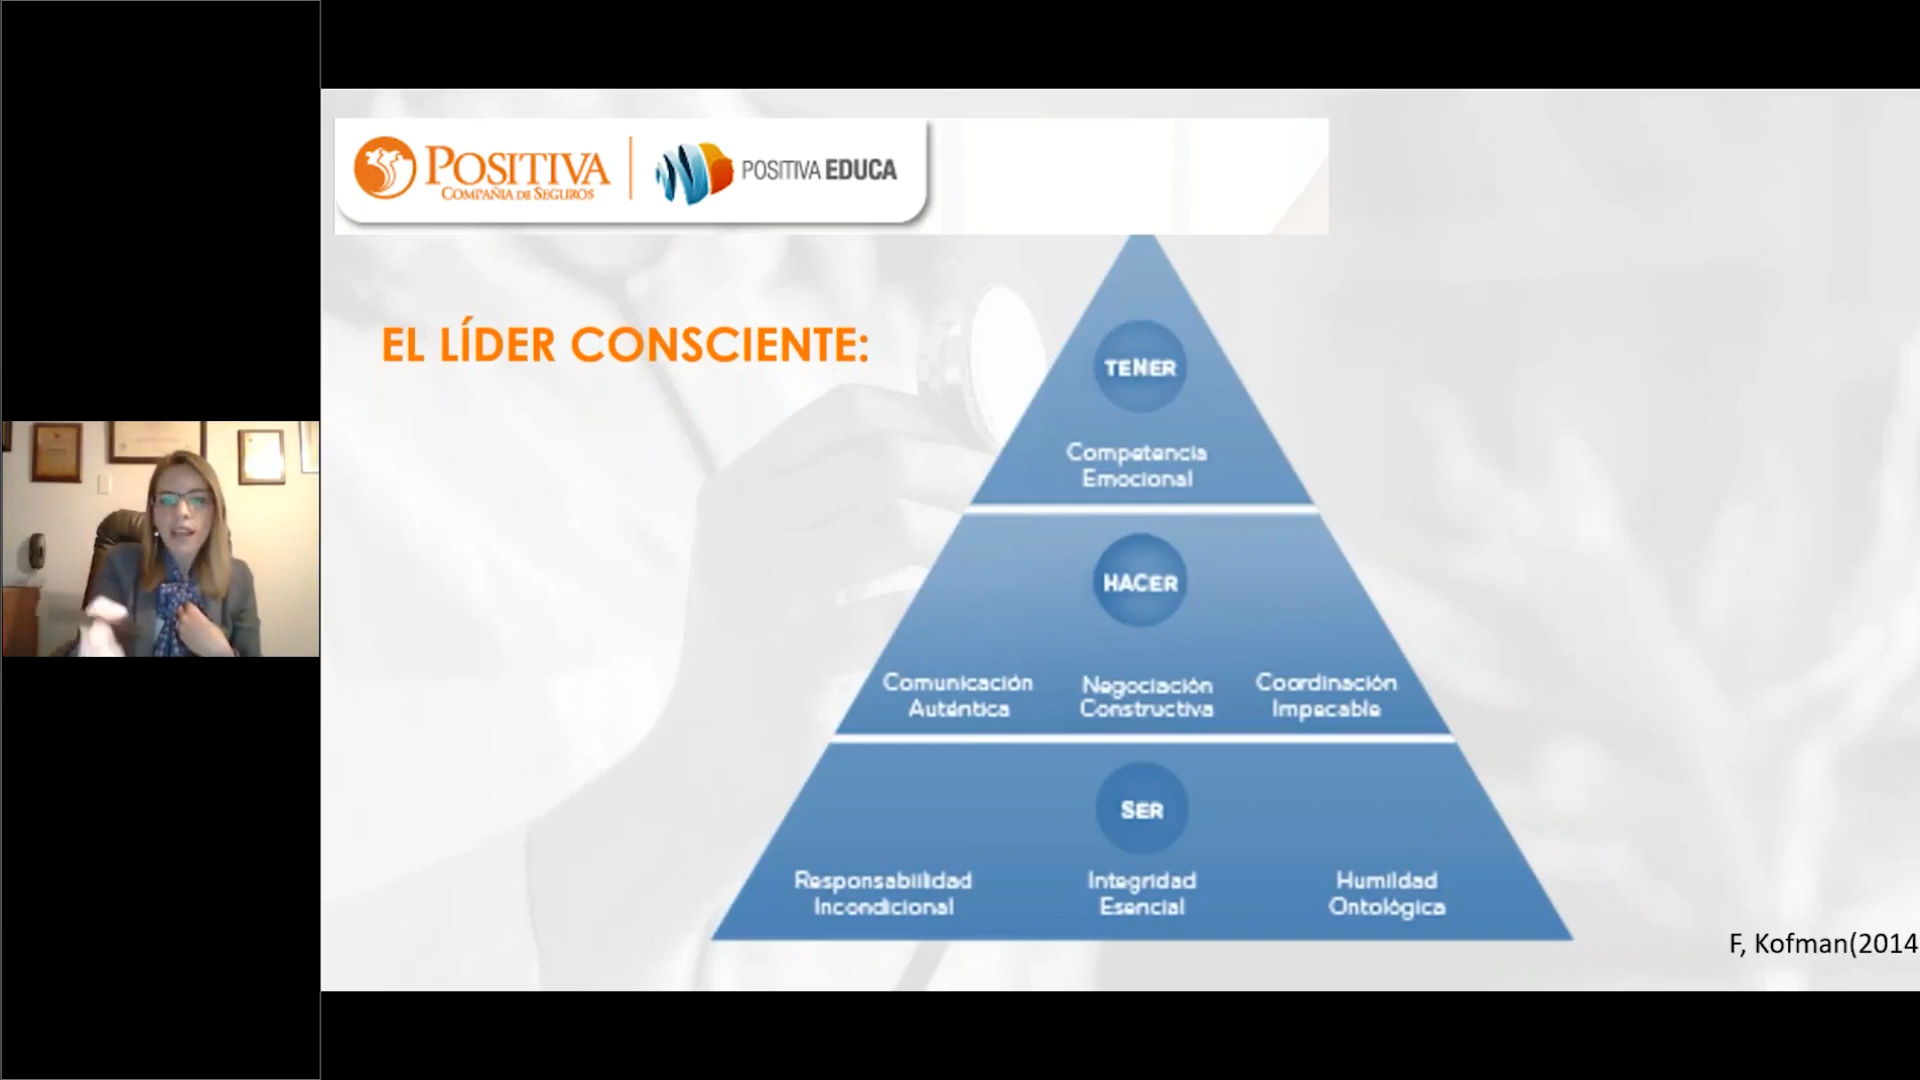 POSITIVA
COMPAÑIA DE SEGUROS
POSITIVA EDUCA
EL LÍDER CONSCIENTE:
TENER
Competencia
Emocional
HACER
Comunicación
Auténtica
Negociación
Constructiva
Coordinación
Impecable
SER
Responsabilidad
Incondicional
Integridad
Esencial
Humildad
Ontológica
F, Kofman(2014